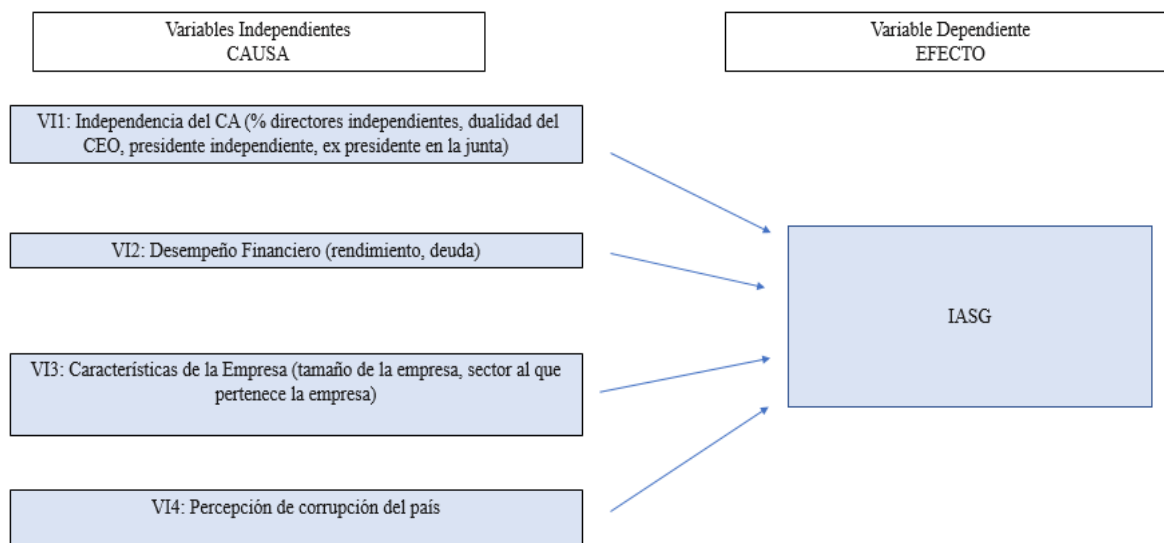 Variables Independientes
CAUSA
Variable Dependiente
EFECTO
VI1: Independencia del CA (% directores independientes, dualidad del
CEO, presidente independiente, ex presidente en la junta)
VI2: Desempeño Financiero (rendimiento, deuda)
IASG
VI3: Características de la Empresa (tamaño de la empresa, sector al que
pertenece la empresa)
VI4: Percepción de corrupción del país